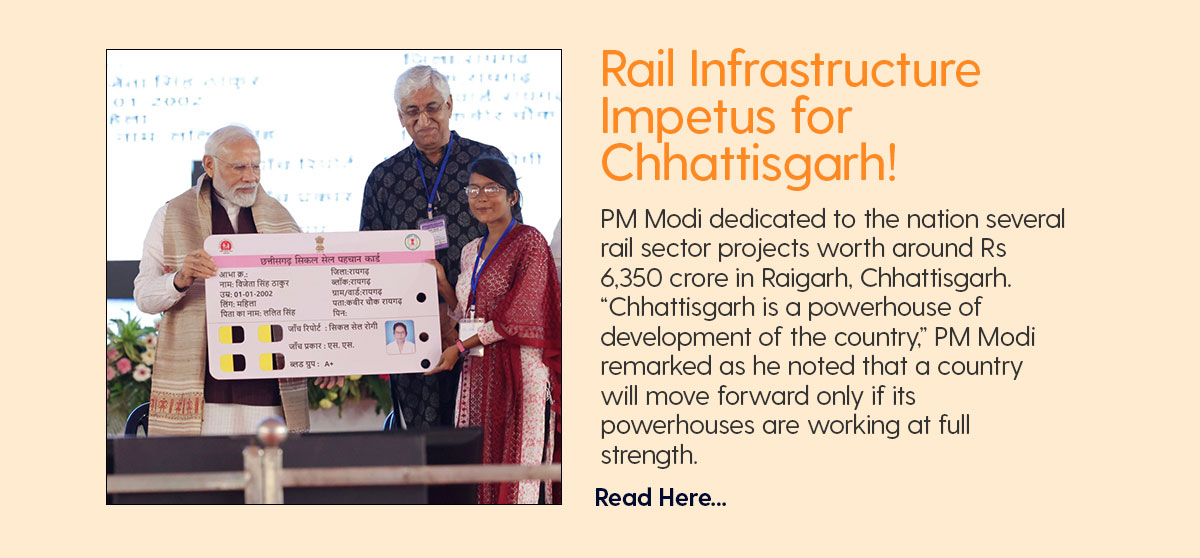 जिला रायगढ़
जेता सिंह ठाकुर
01 2002
नाम: ललित सिंह
जाँच रिपोर्ट
छत्तीसगढ़ सिकल सेल पहचान कार्ड
आभा क्र.:
नाम: विजेता सिंह ठाकुर
उम्र: 01-01-2002
लिंग: महिला
पिता का नाम: ललित सिंह
जिला:रायगढ़
ब्लॉक:रायगढ़
ग्राम/वार्ड:रायगढ़
पता:कबीर चौक रायगढ़
पिन:
जाँच रिपोर्ट : सिकल सेल रोगी
जाँच प्रकार : एस. एस.
ब्लड ग्रुप : A+
Rail Infrastructure
Impetus for
Chhattisgarh!
PM Modi dedicated to the nation several
rail sector projects worth around Rs
6,350 crore in Raigarh, Chhattisgarh.
“Chhattisgarh is a powerhouse of
development of the country,” PM Modi
remarked as he noted that a country
will move forward only if its
powerhouses are working at full
strength.
Read Here...